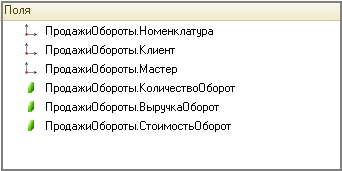 Поля
ПродажиОбороты.Номенклатура
ПродажиОбороты.Клиент
ПродажиОбороты.Мастер
ПродажиОбороты.КоличествоОборот
ПродажиОбороты.ВыручкаОборот
ПродажиОбороты.СтоимостьОборот